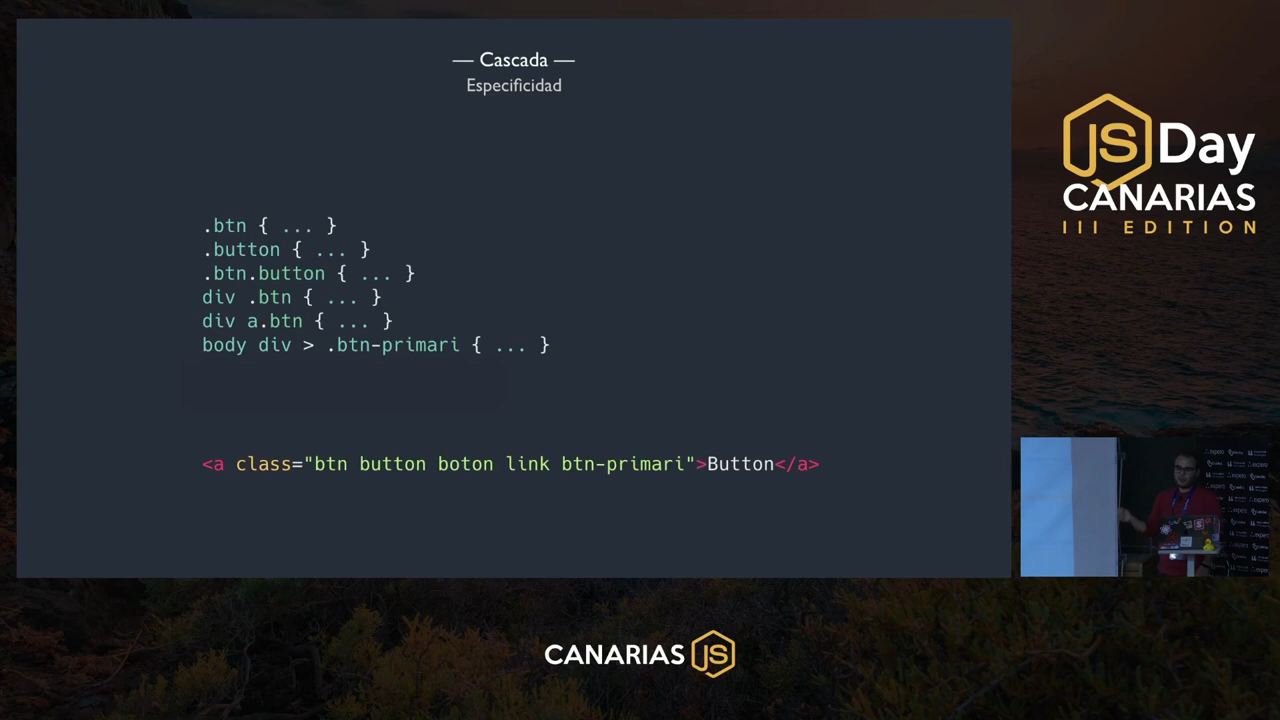 — Cascada —
Especificidad
.btn { ... }
.button { ... }
.btn.button { ... }
div .btn { ... }
div a.btn { ... }
body div > .btn-primari { ... }
<a class="btn button boton link btn-primari">Button</a>
JS Day
CANARIAS
III EDITION
CANARIAS JS